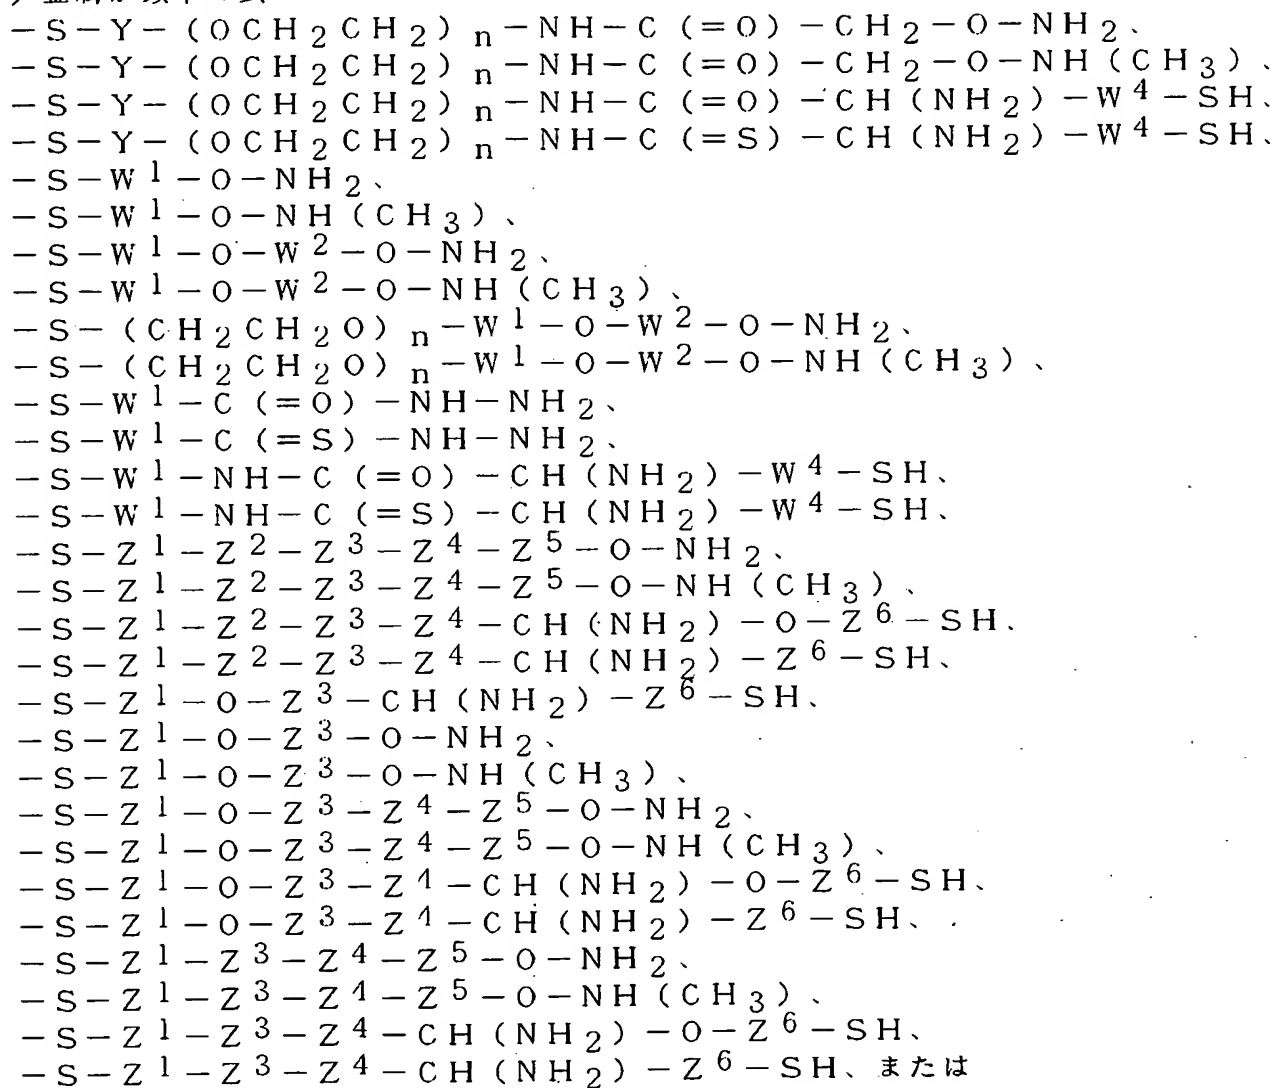 －S－Y－（OCH₂CH₂）ₙ－NH－C（＝O）－CH₂－O－NH₂、
－S－Y－（OCH₂CH₂）ₙ－NH－C（＝O）－CH₂－O－NH（CH₃）、
－S－Y－（OCH₂CH₂）ₙ－NH－C（＝O）－CH（NH₂）－W⁴－SH、
－S－Y－（OCH₂CH₂）ₙ－NH－C（＝S）－CH（NH₂）－W⁴－SH、
－S－W¹－O－NH₂、
－S－W¹－O－NH（CH₃）、
－S－W¹－O－W²－O－NH₂、
－S－W¹－O－W²－O－NH（CH₃）、
－S－（CH₂CH₂O）ₙ－W¹－O－W²－O－NH₂、
－S－（CH₂CH₂O）ₙ－W¹－O－W²－O－NH（CH₃）、
－S－W¹－C（＝O）－NH－NH₂、
－S－W¹－C（＝S）－NH－NH₂、
－S－W¹－NH－C（＝O）－CH（NH₂）－W⁴－SH、
－S－W¹－NH－C（＝S）－CH（NH₂）－W⁴－SH、
－S－Z¹－Z²－Z³－Z⁴－Z⁵－O－NH₂、
－S－Z¹－Z²－Z³－Z⁴－Z⁵－O－NH（CH₃）、
－S－Z¹－Z²－Z³－Z⁴－CH（NH₂）－O－Z⁶－SH、
－S－Z¹－Z²－Z³－Z⁴－CH（NH₂）－Z⁶－SH、
－S－Z¹－O－Z³－CH（NH₂）－Z⁶－SH、
－S－Z¹－O－Z³－O－NH₂、
－S－Z¹－O－Z³－O－NH（CH₃）、
－S－Z¹－O－Z³－Z⁴－Z⁵－O－NH₂、
－S－Z¹－O－Z³－Z⁴－Z⁵－O－NH（CH₃）、
－S－Z¹－O－Z³－Z⁴－CH（NH₂）－O－Z⁶－SH、
－S－Z¹－O－Z³－Z⁴－CH（NH₂）－Z⁶－SH、
－S－Z¹－Z³－Z⁴－Z⁵－O－NH₂、
－S－Z¹－Z³－Z⁴－Z⁵－O－NH（CH₃）、
－S－Z¹－Z³－Z⁴－CH（NH₂）－O－Z⁶－SH、
－S－Z¹－Z³－Z⁴－CH（NH₂）－Z⁶－SH、または